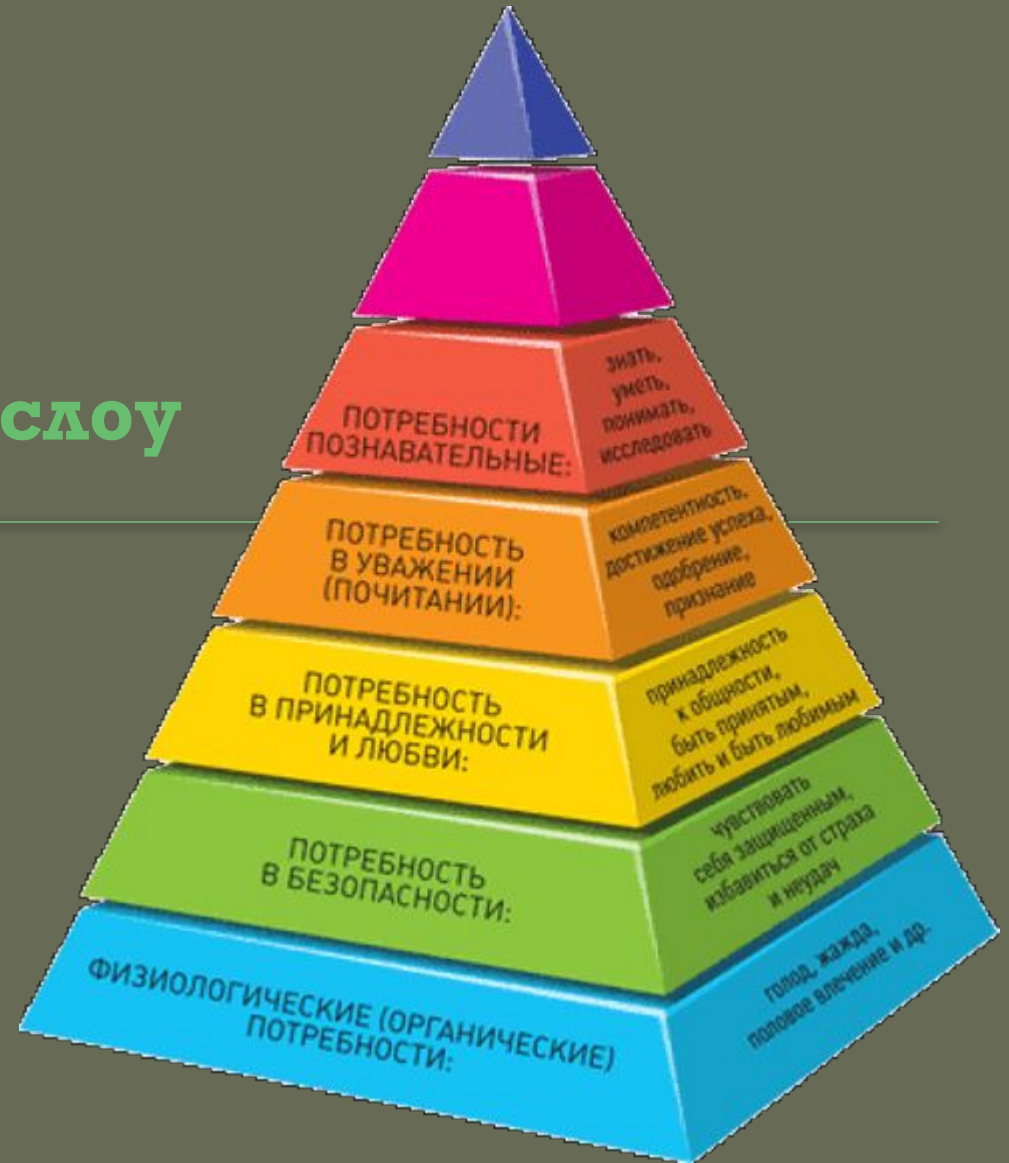 слоу
ПОТРЕБНОСТИ
ПОЗНАВАТЕЛЬНЫЕ:
знать,
уметь,
понимать,
исследовать
ПОТРЕБНОСТЬ
В УВАЖЕНИИ
(ПОЧИТАНИИ):
компетентность,
достижение успеха,
одобрение,
признание
ПОТРЕБНОСТЬ
В ПРИНАДЛЕЖНОСТИ
И ЛЮБВИ:
принадлежность
к общности,
быть принятым,
любить и быть любимым
ПОТРЕБНОСТЬ
В БЕЗОПАСНОСТИ:
чувствовать
себя защищенным,
избавиться от страха
и неудач
ФИЗИОЛОГИЧЕСКИЕ (ОРГАНИЧЕСКИЕ)
ПОТРЕБНОСТИ:
голод, жажда,
половое влечение и др.